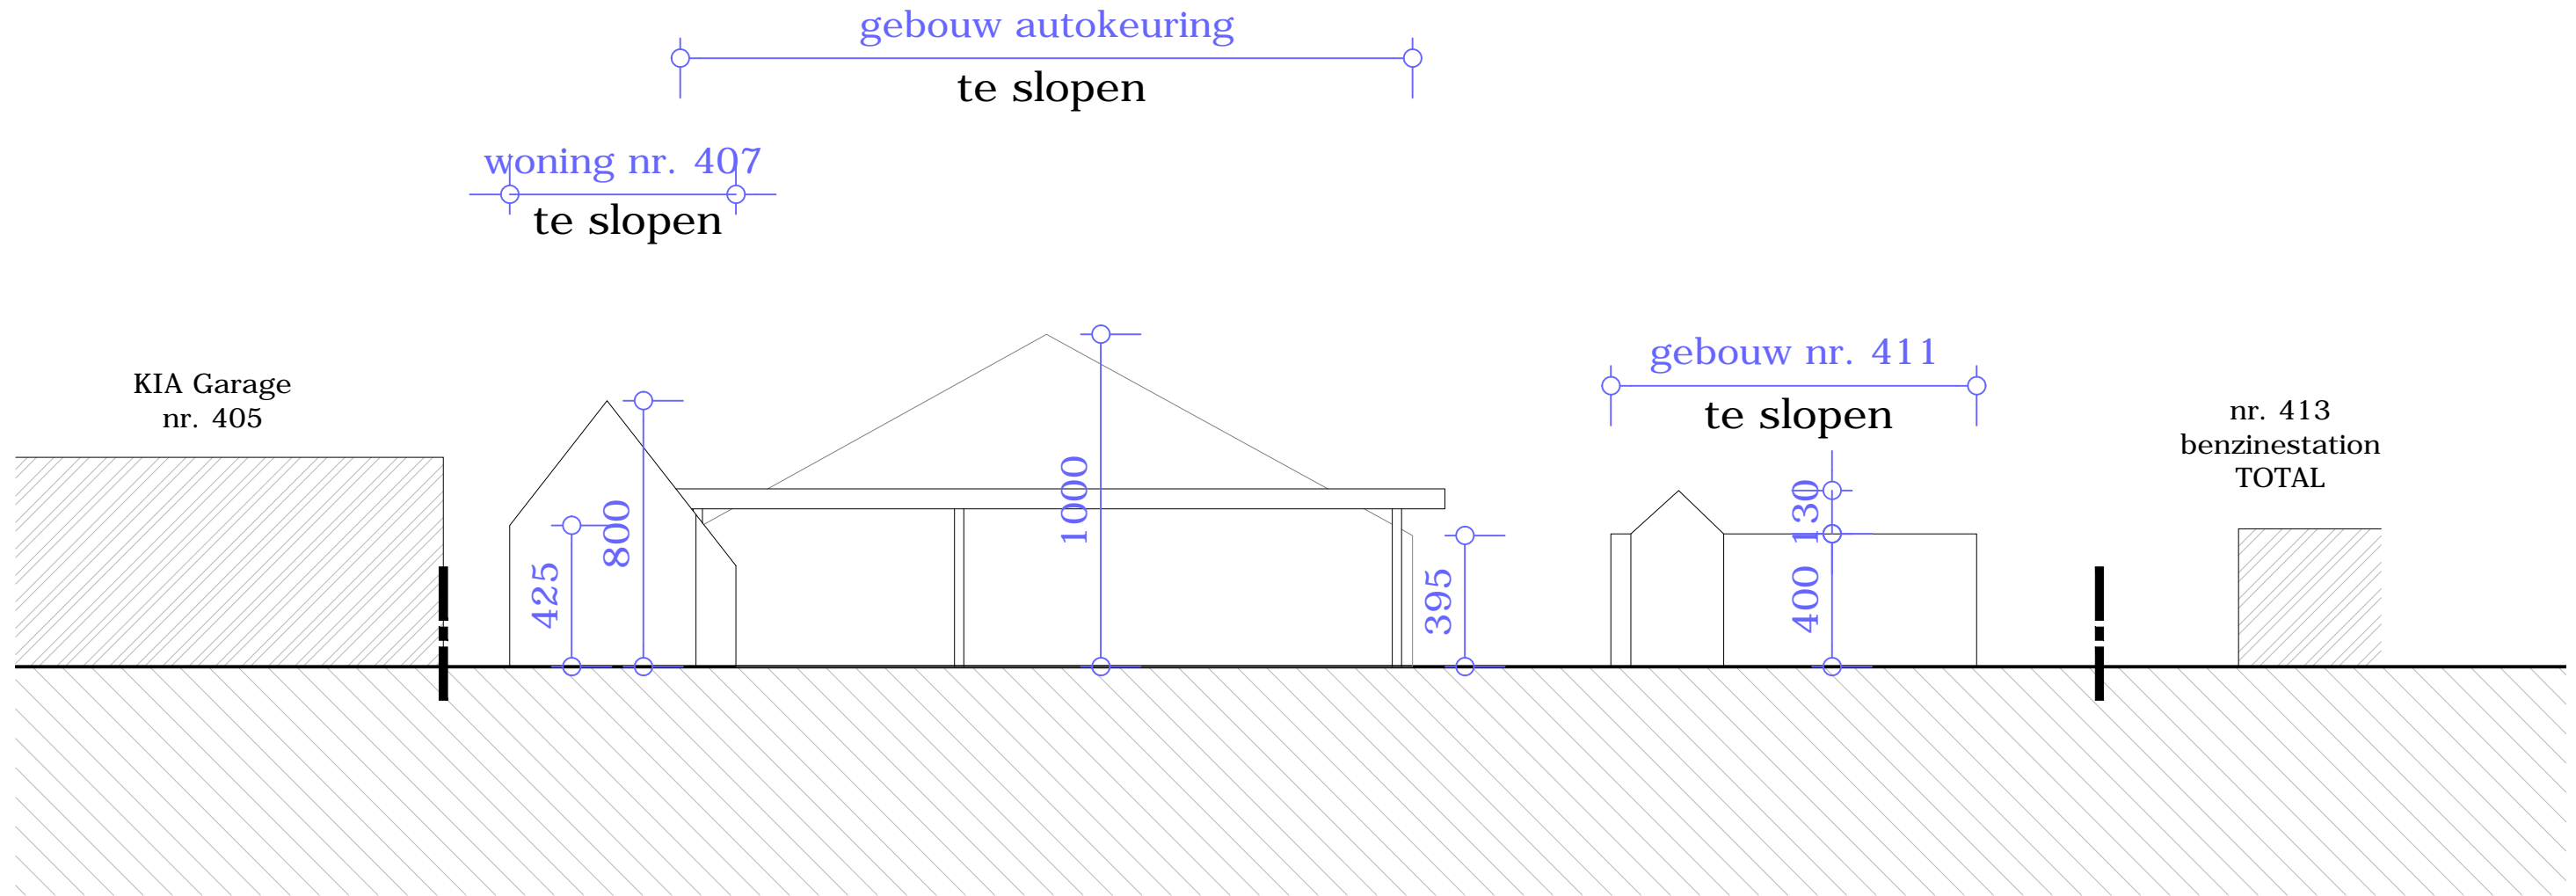 gebouw autokeuring
te slopen
woning nr. 407
te slopen
gebouw nr. 411
te slopen
KIA Garage
nr. 405
nr. 413
benzinestation
TOTAL
425
800
1000
395
130
400